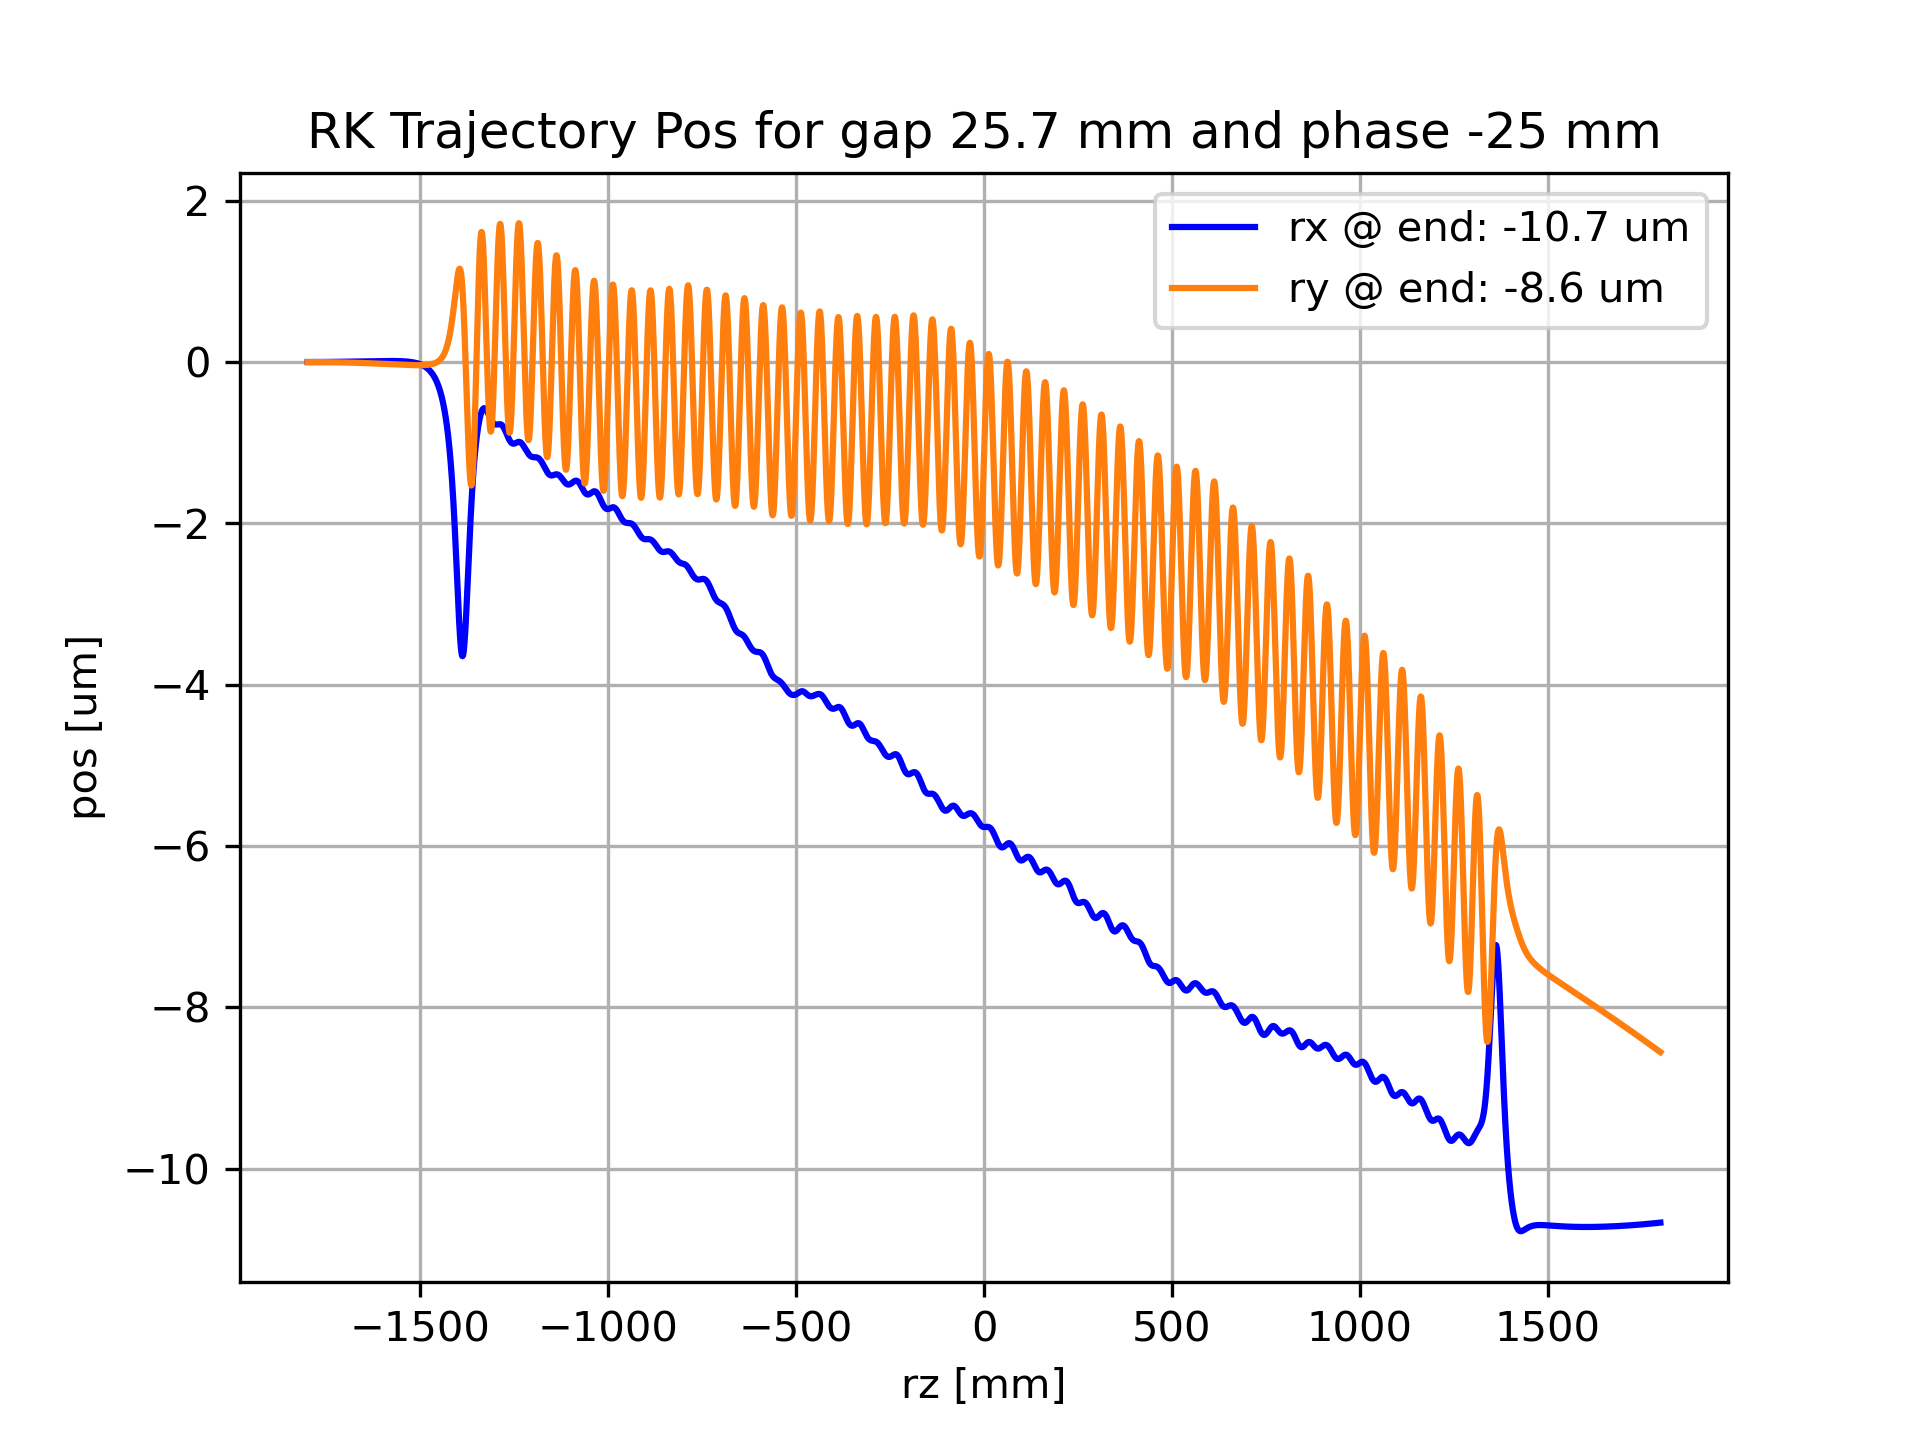 RK Trajectory Pos for gap 25.7 mm and phase -25 mm
rx @ end: -10.7 um
ry @ end: -8.6 um
pos [um]
2
0
−2
−4
−6
−8
−10
−1500
−1000
−500
0
500
1000
1500
rz [mm]